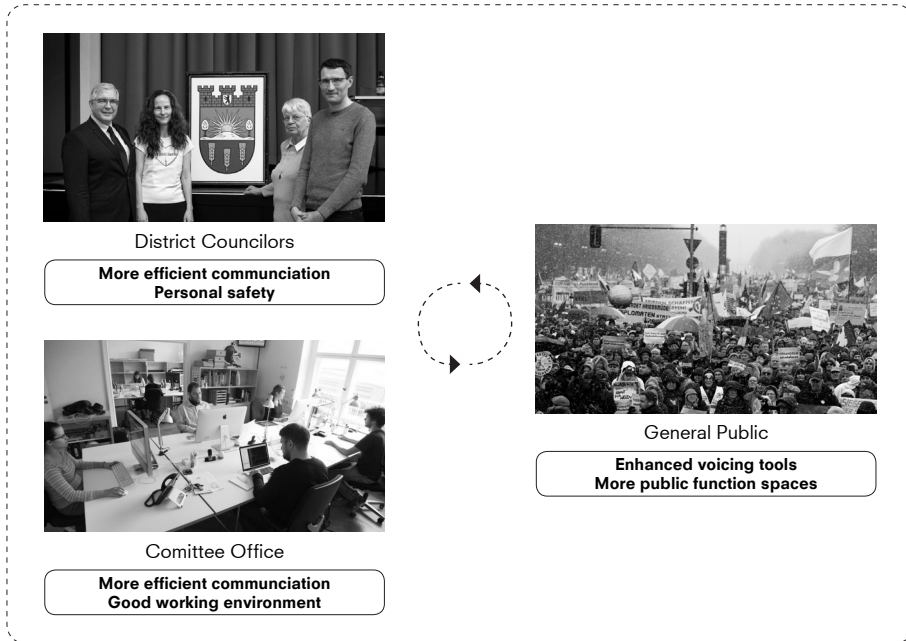 District Councilors
More efficient communciation
Personal safety
Comittee Office
More efficient communciation
Good working environment
General Public
Enhanced voicing tools
More public function spaces